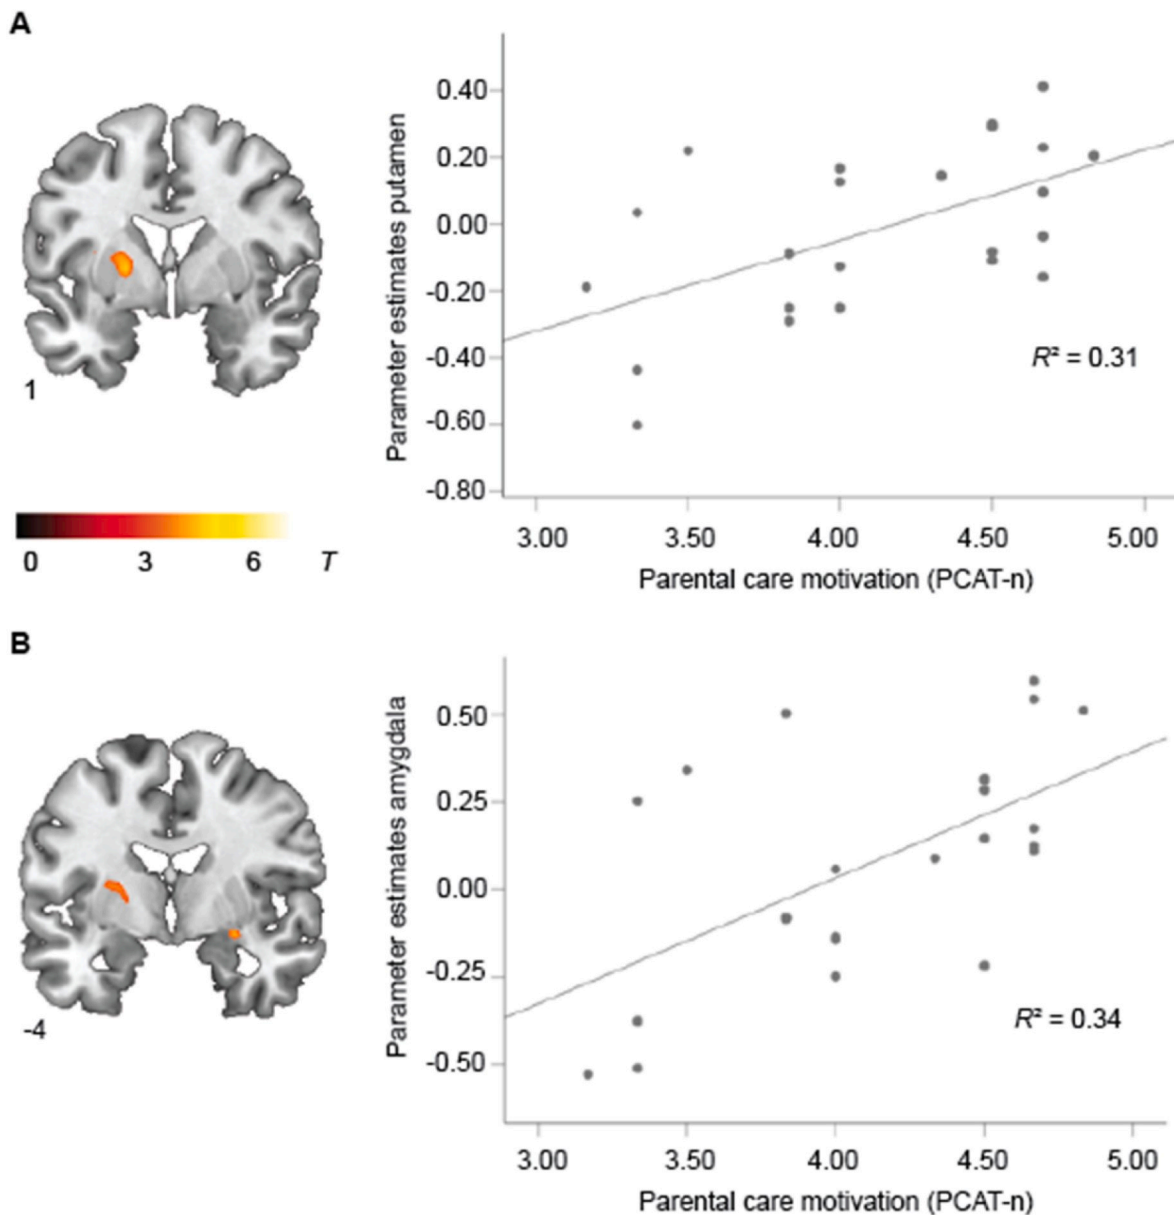 A
Parameter estimates putamen
0.40
0.20
0.00
-0.20
-0.40
-0.60
-0.80
R² = 0.31
1
0 3 6 T
3.00 3.50 4.00 4.50 5.00
Parental care motivation (PCAT-n)
B
Parameter estimates amygdala
0.50
0.25
0.00
-0.25
-0.50
R² = 0.34
-4
3.00 3.50 4.00 4.50 5.00
Parental care motivation (PCAT-n)